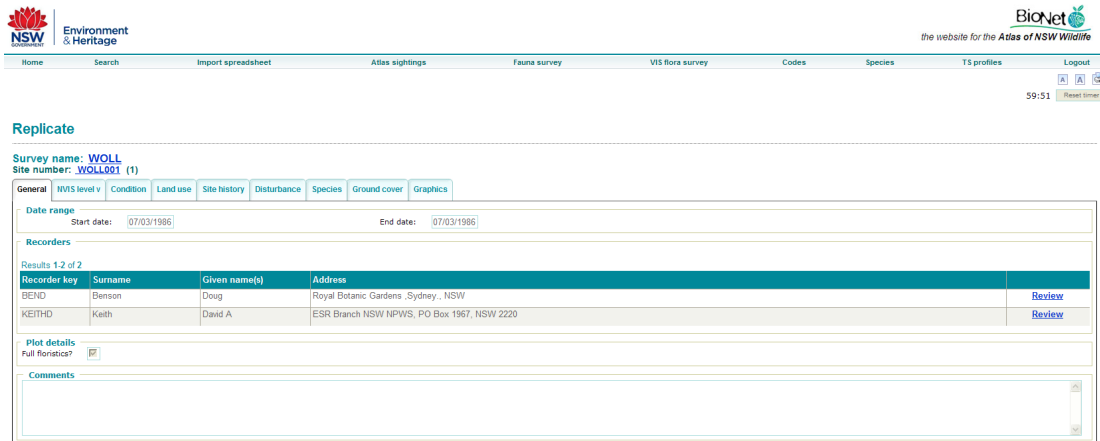 NSW
GOVERNMENT
Environment
& Heritage
BioNet
the website for the Atlas of NSW Wildlife
Home Search Import spreadsheet Atlas sightings Fauna survey VIS flora survey Codes Species TS profiles Logout
A A
59:51 Reset timer
Replicate
Survey name: WOLL
Site number: WOLL001 (1)
General NVIS level v Condition Land use Site history Disturbance Species Ground cover Graphics
Date range
Start date: 07/03/1986 End date: 07/03/1986
Recorders
Results 1-2 of 2
Recorder key Surname Given name(s) Address
BEND Benson Doug Royal Botanic Gardens ,Sydney., NSW Review
KEITHD Keith David A ESR Branch NSW NPWS, PO Box 1967, NSW 2220 Review
Plot details
Full floristics?
Comments